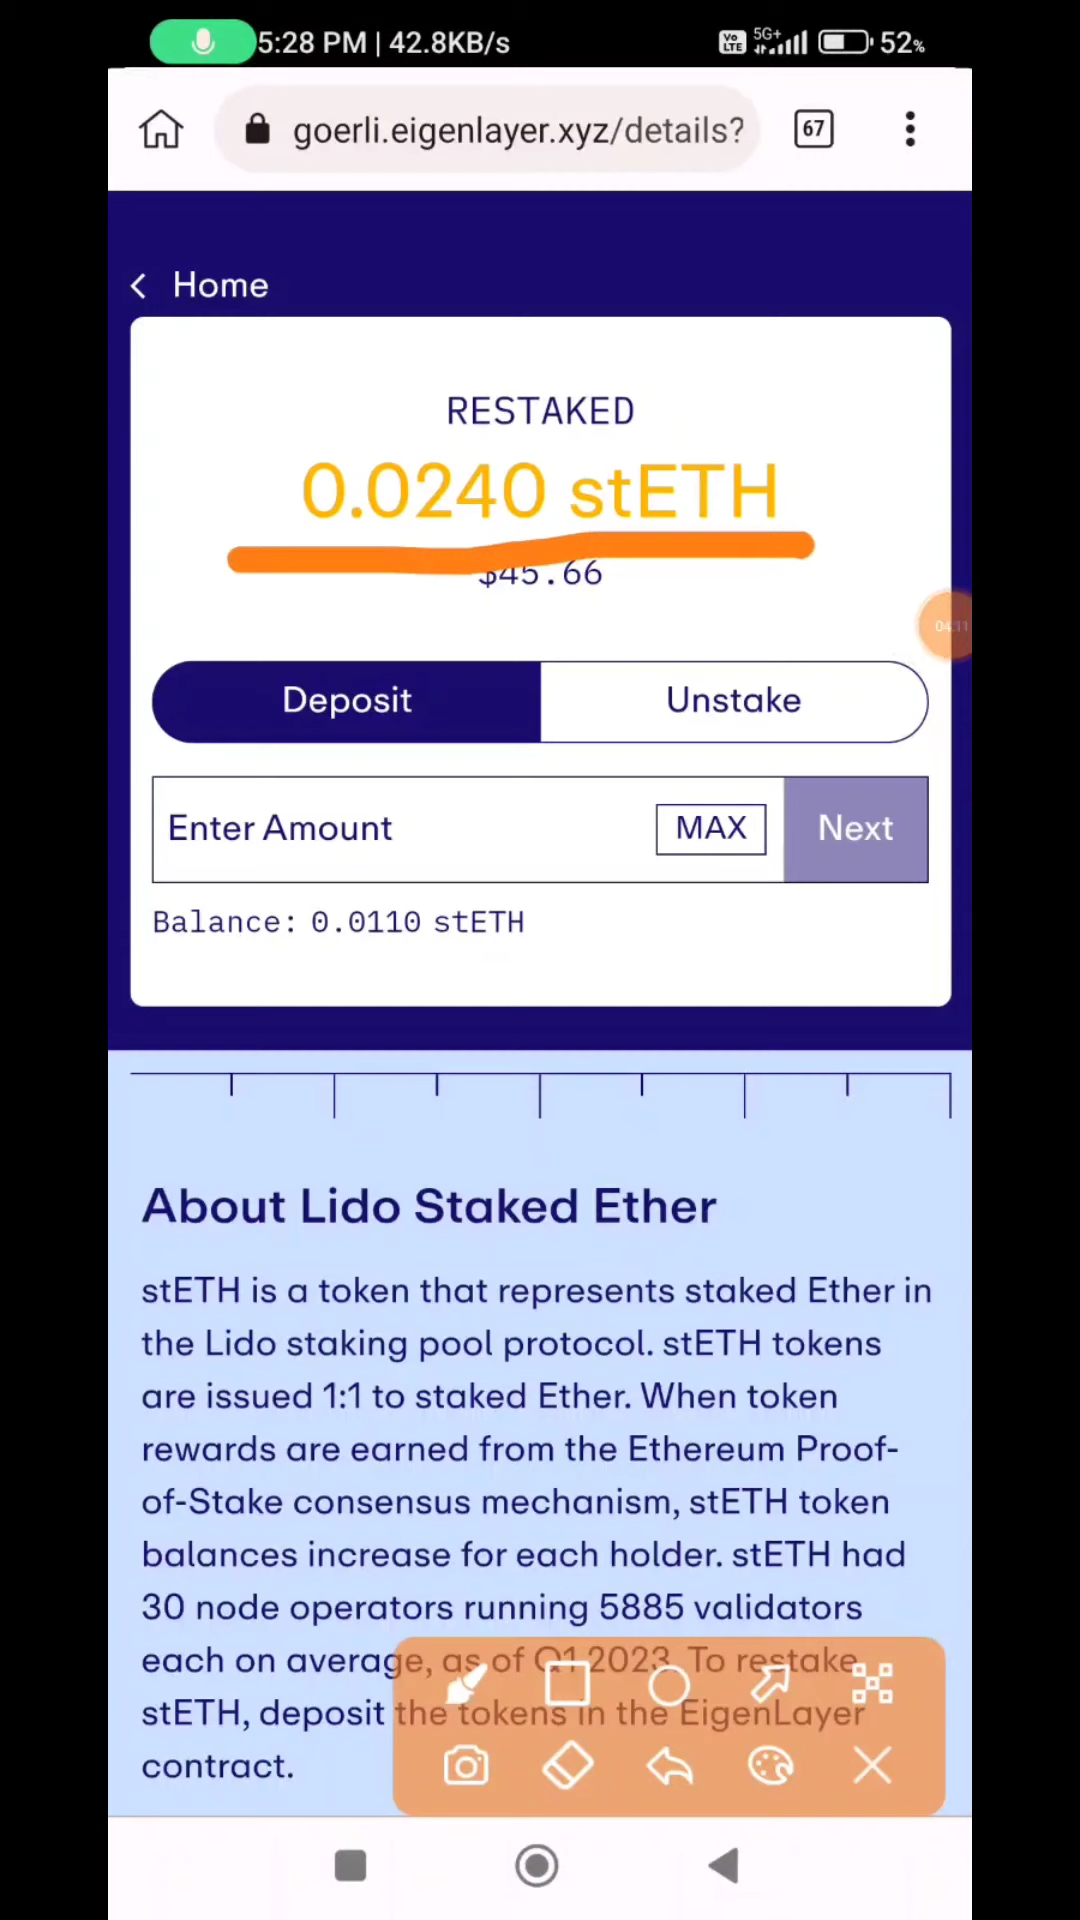 5:28 PM | 42.8KB/s
Vo LTE 5G+ 52%
goerli.eigenlayer.xyz/details?
67
Home
RESTAKED
0.0240 stETH
$45.66
04:11
Deposit
Unstake
Enter Amount
MAX
Next
Balance: 0.0110 stETH
About Lido Staked Ether
stETH is a token that represents staked Ether in
the Lido staking pool protocol. stETH tokens
are issued 1:1 to staked Ether. When token
rewards are earned from the Ethereum Proof-
of-Stake consensus mechanism, stETH token
balances increase for each holder. stETH had
30 node operators running 5885 validators
each on average, as of Q1 2023. To restake
stETH, deposit the tokens in the EigenLayer
contract.